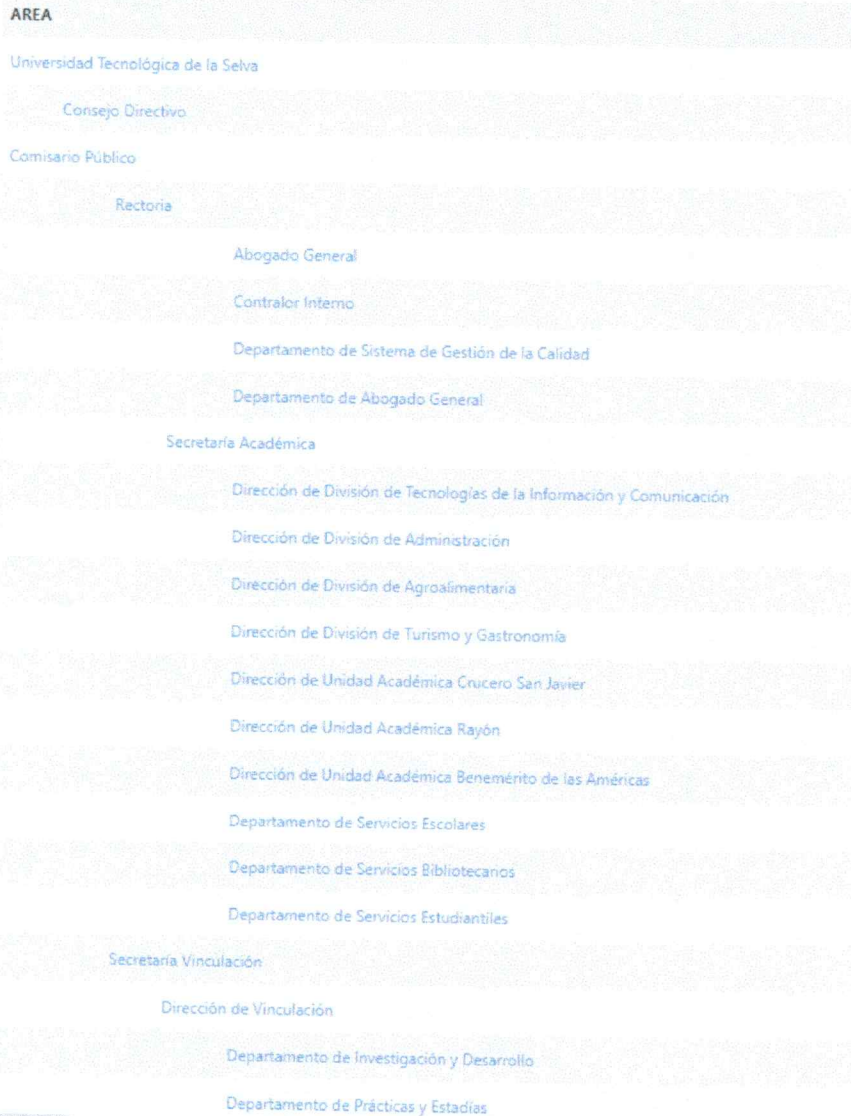 AREA
Universidad Tecnológica de la Selva
Consejo Directivo
Comisario Público
Rectoria
Abogado General
Contralor Interno
Departamento de Sistema de Gestión de la Calidad
Departamento de Abogado General
Secretaría Académica
Dirección de División de Tecnologías de la Información y Comunicación
Dirección de División de Administración
Dirección de División de Agroalimentaria
Dirección de División de Turismo y Gastronomía
Dirección de Unidad Académica Crucero San Javier
Dirección de Unidad Académica Rayón
Dirección de Unidad Académica Benemérito de las Américas
Departamento de Servicios Escolares
Departamento de Servicios Bibliotecarios
Departamento de Servicios Estudiantiles
Secretaría Vinculación
Dirección de Vinculación
Departamento de Investigación y Desarrollo
Departamento de Prácticas y Estadías